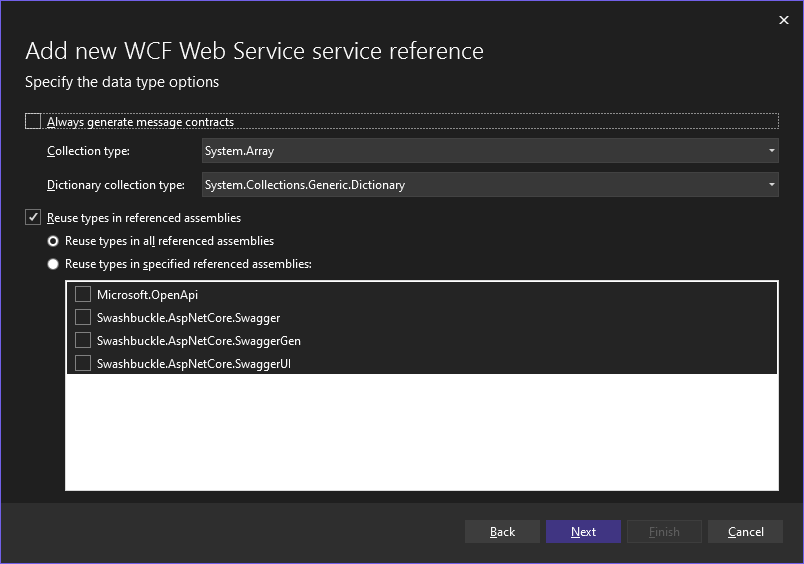 Add new WCF Web Service service reference
Specify the data type options
Always generate message contracts
Collection type: System.Array
Dictionary collection type: System.Collections.Generic.Dictionary
Reuse types in referenced assemblies
Reuse types in all referenced assemblies
Reuse types in specified referenced assemblies:
Microsoft.OpenApi
Swashbuckle.AspNetCore.Swagger
Swashbuckle.AspNetCore.SwaggerGen
Swashbuckle.AspNetCore.SwaggerUI
Back Next Finish Cancel